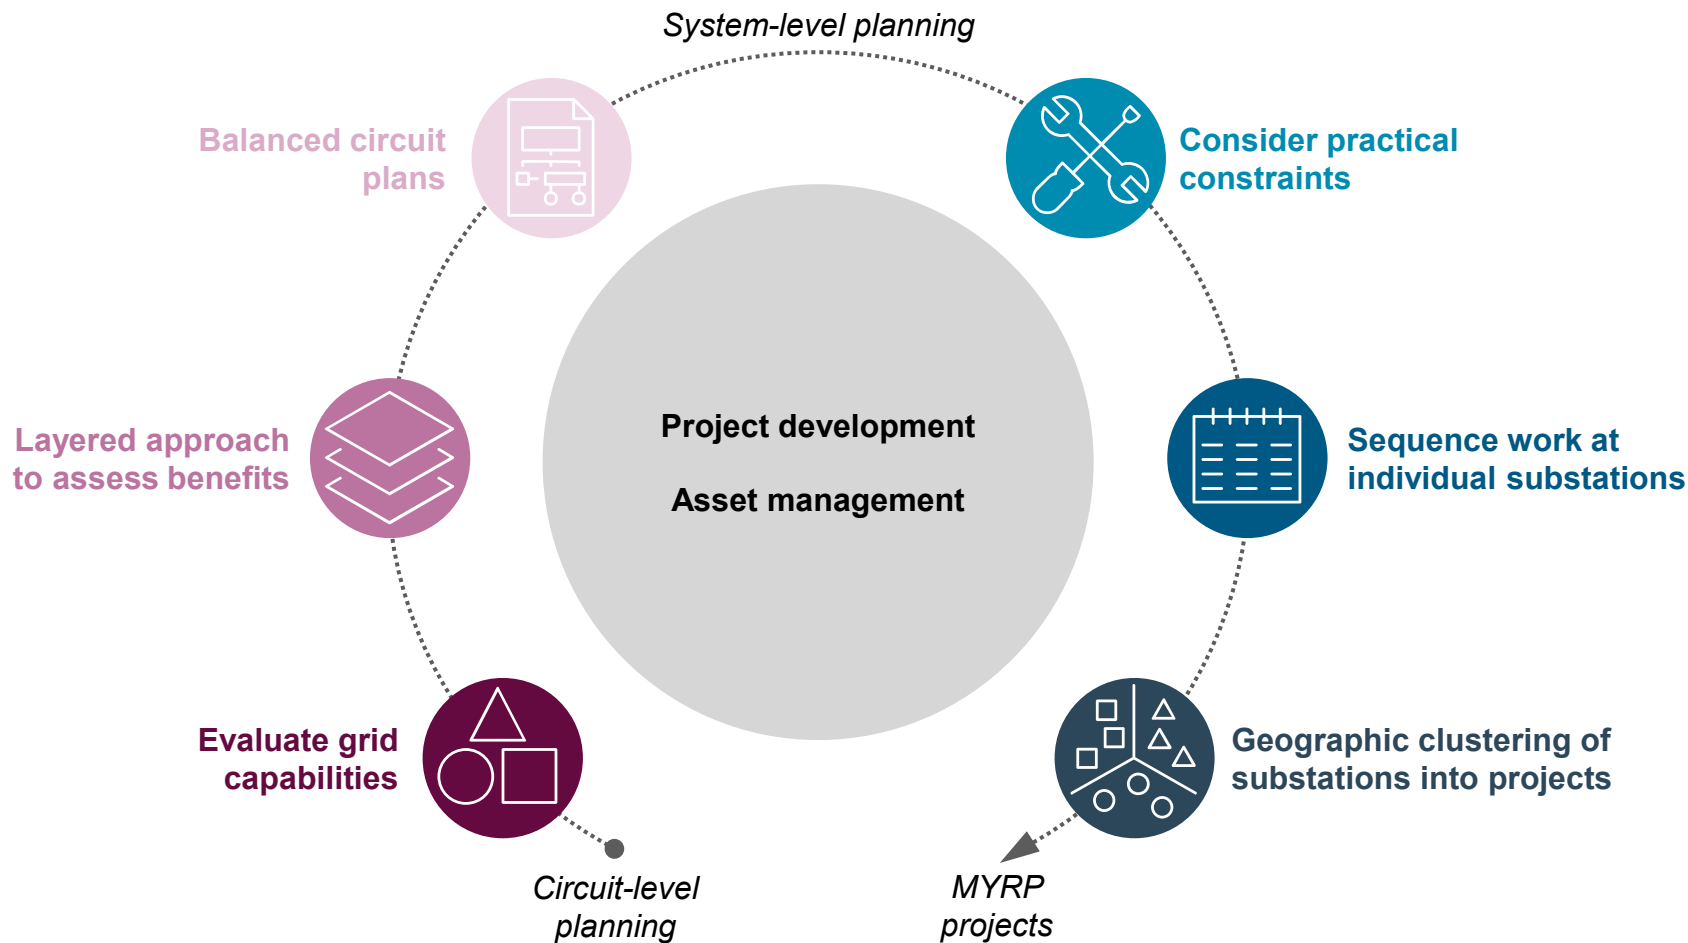 System-level planning
Balanced circuit
plans
Consider practical
constraints
Project development
Asset management
Layered approach
to assess benefits
Sequence work at
individual substations
Evaluate grid
capabilities
Geographic clustering of
substations into projects
Circuit-level
planning
MYRP
projects